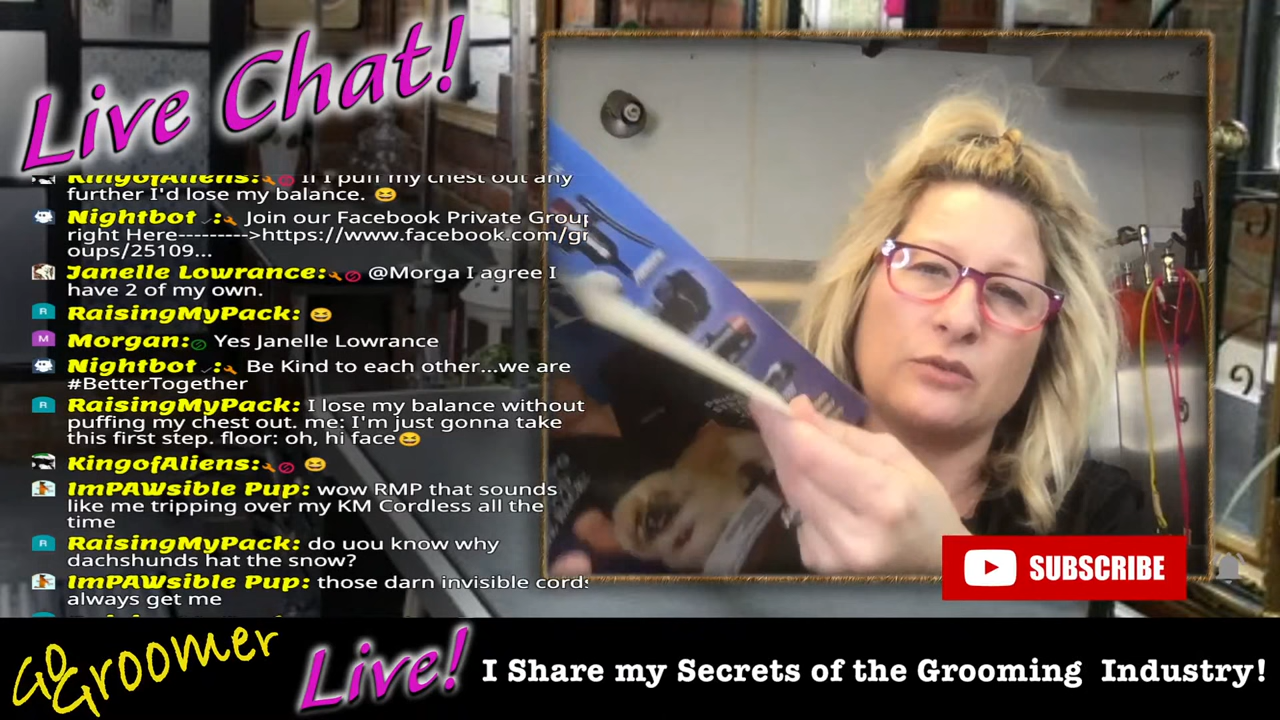 Live Chat!
KingofAliens: If I puff my chest out any
further I'd lose my balance. 😆
Nightbot: Join our Facebook Private Group
right Here--------->https://www.facebook.com/gr
oups/25109...
Janelle Lowrance: @Morga I agree I
have 2 of my own.
RaisingMyPack: 😆
Morgan: Yes Janelle Lowrance
Nightbot: Be Kind to each other...we are
#BetterTogether
RaisingMyPack: I lose my balance without
puffing my chest out. me: I'm just gonna take
this first step. floor: oh, hi face😆
KingofAliens: 😆
ImPAWsible Pup: wow RMP that sounds
like me tripping over my KM Cordless all the
time
RaisingMyPack: do you know why
dachshunds hat the snow?
ImPAWsible Pup: those darn invisible cords
always get me
SUBSCRIBE
Go Groomer Live! I Share my Secrets of the Grooming Industry!